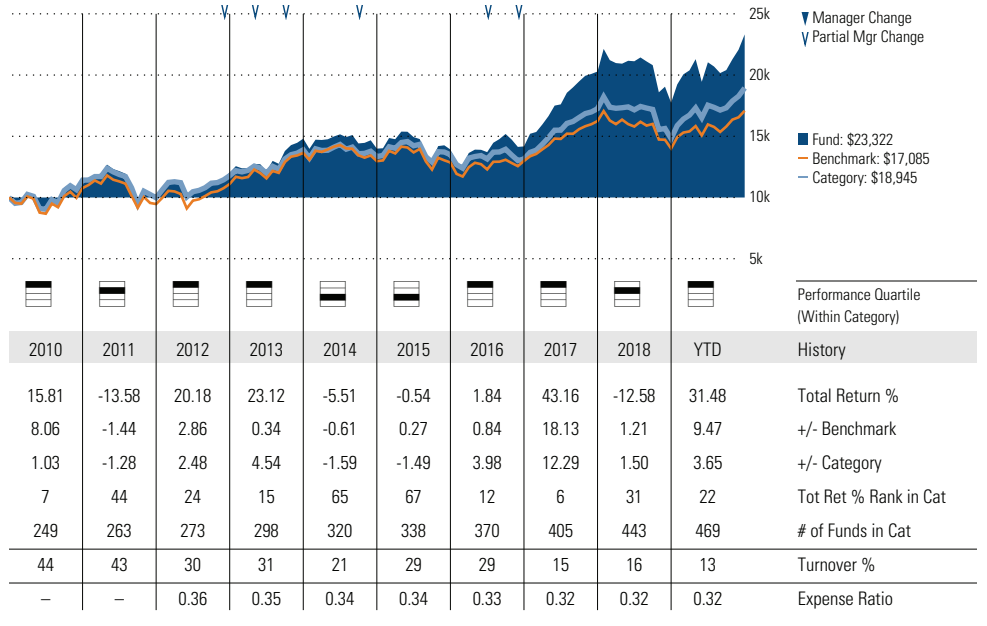 25k
Manager Change
Partial Mgr Change
20k
15k
Fund: $23,322
Benchmark: $17,085
Category: $18,945
10k
5k
Performance Quartile
(Within Category)
2010 2011 2012 2013 2014 2015 2016 2017 2018 YTD History
15.81 -13.58 20.18 23.12 -5.51 -0.54 1.84 43.16 -12.58 31.48 Total Return %
8.06 -1.44 2.86 0.34 -0.61 0.27 0.84 18.13 1.21 9.47 +/- Benchmark
1.03 -1.28 2.48 4.54 -1.59 -1.49 3.98 12.29 1.50 3.65 +/- Category
7 44 24 15 65 67 12 6 31 22 Tot Ret % Rank in Cat
249 263 273 298 320 338 370 405 443 469 # of Funds in Cat
44 43 30 31 21 29 29 15 16 13 Turnover %
– – 0.36 0.35 0.34 0.34 0.33 0.32 0.32 0.32 Expense Ratio